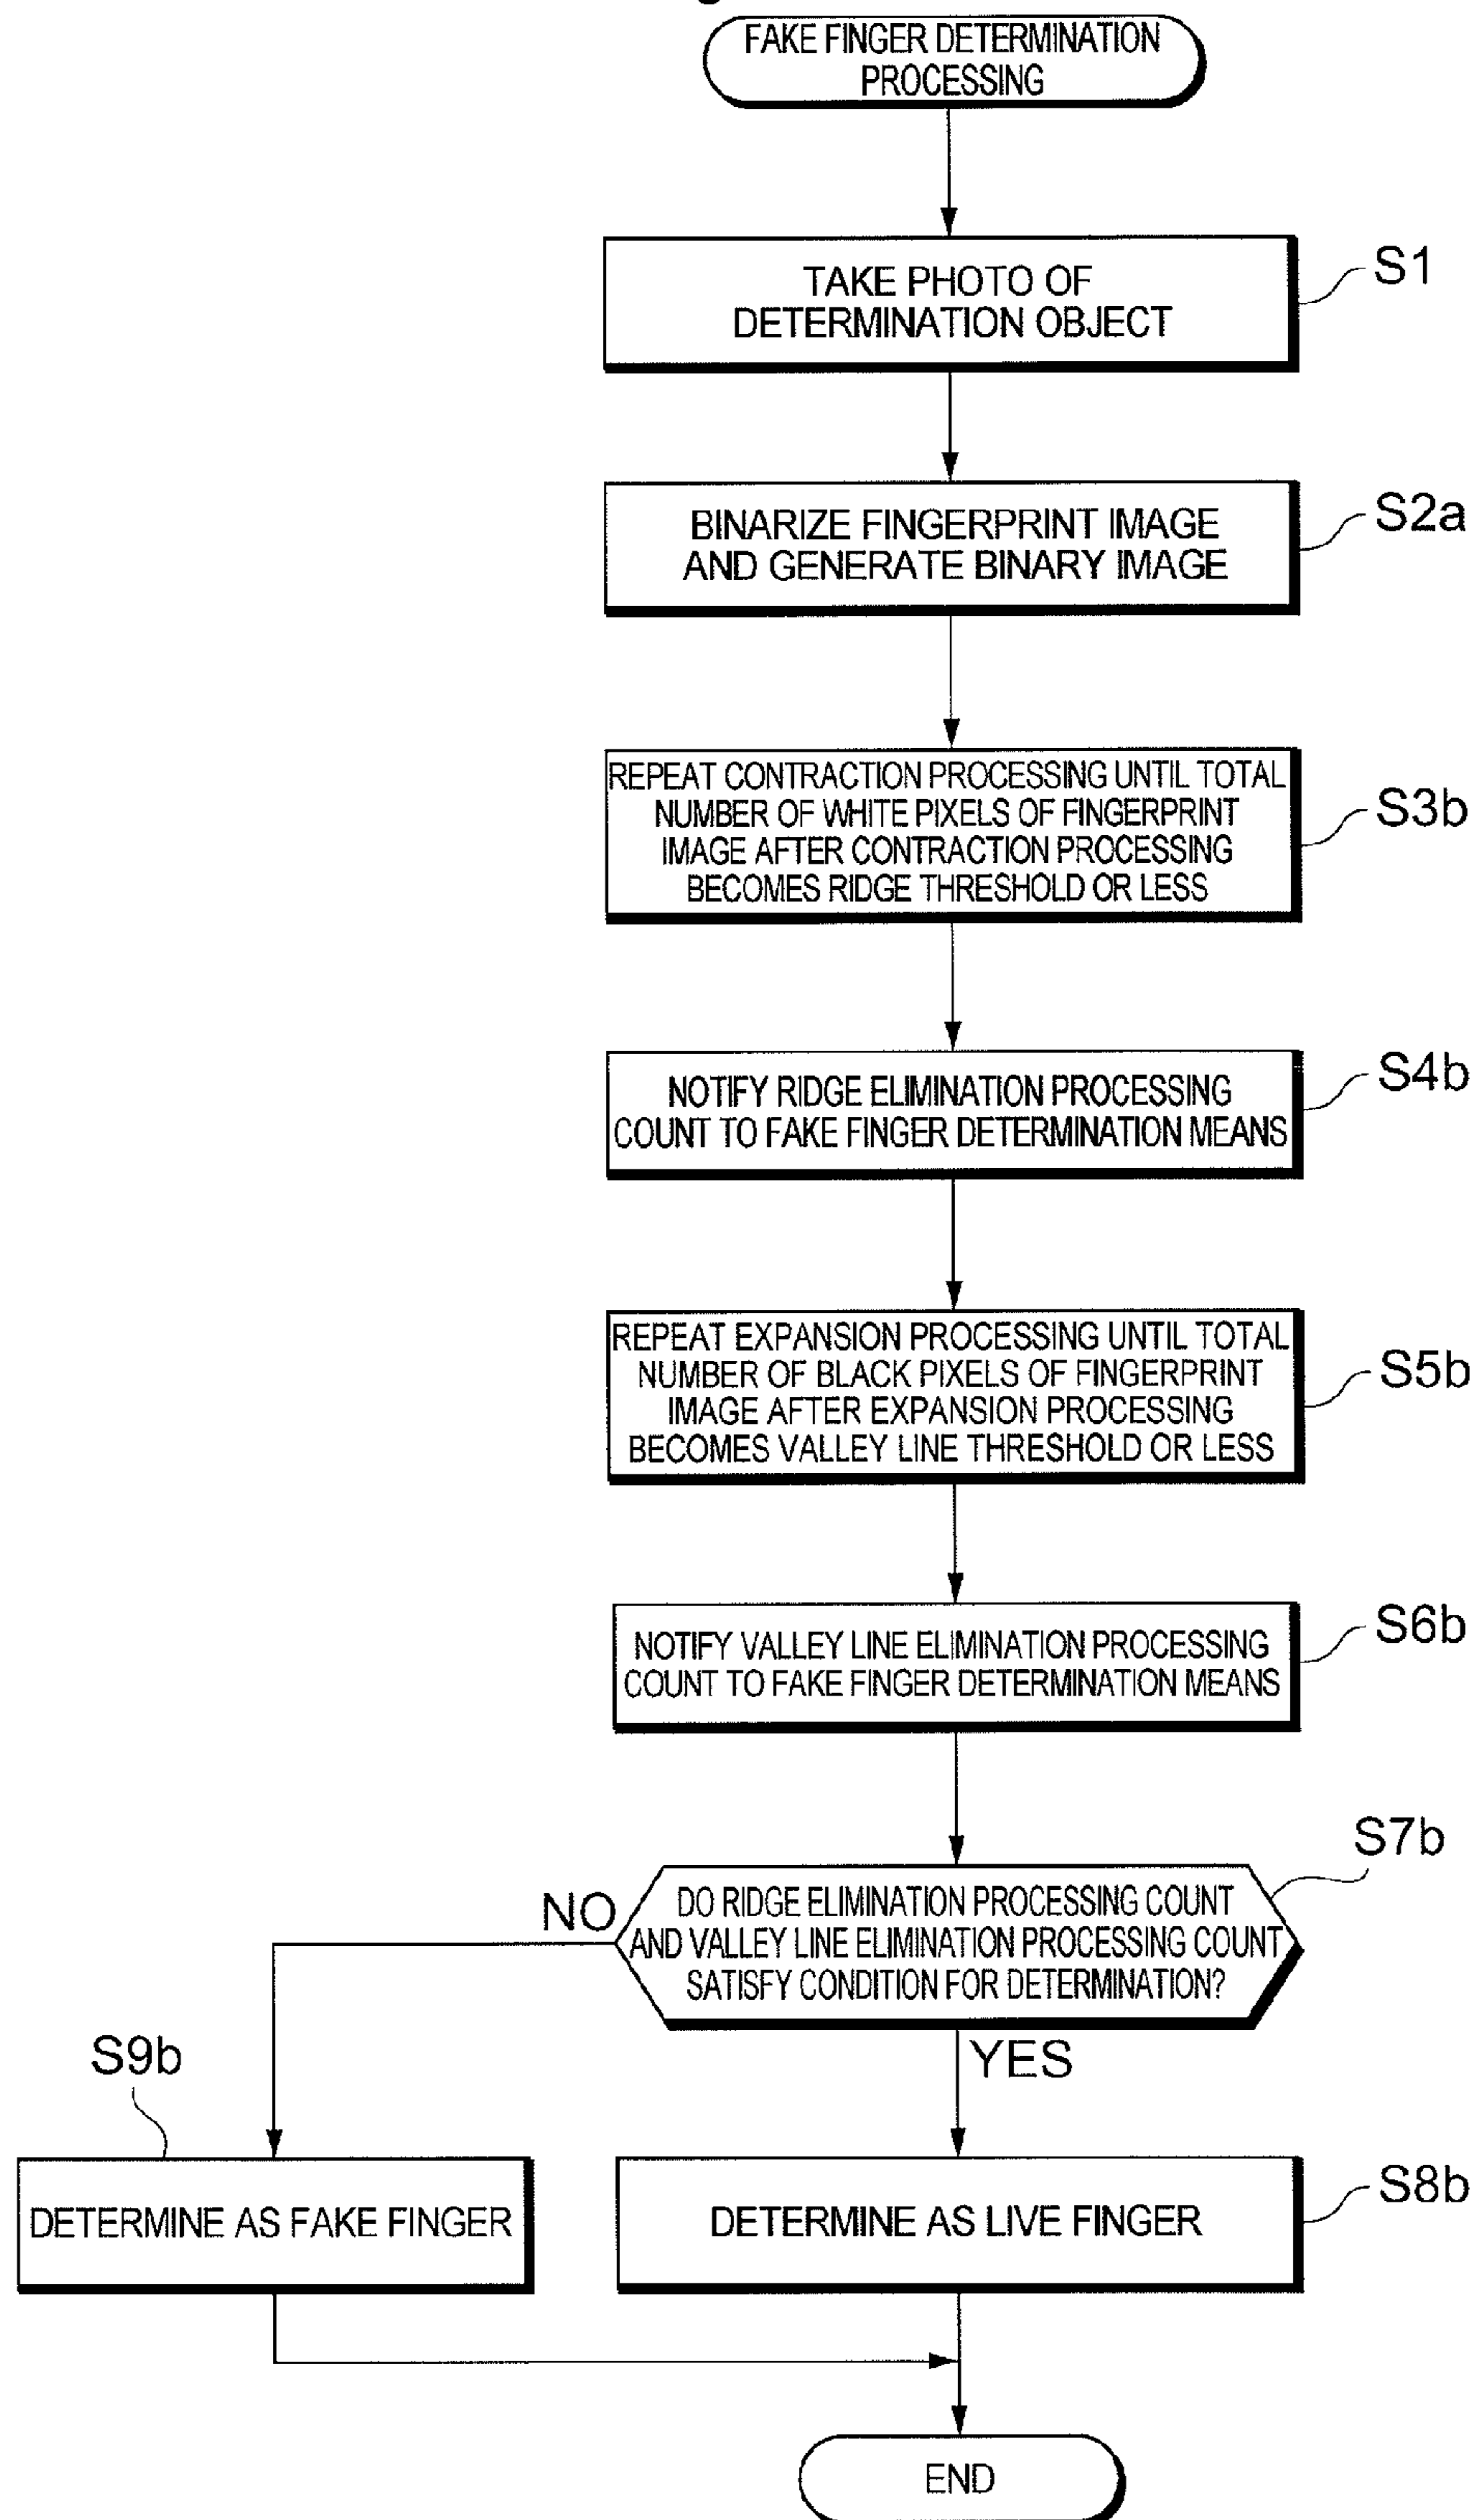 FAKE FINGER DETERMINATION
PROCESSING
TAKE PHOTO OF
DETERMINATION OBJECT
S1
BINARIZE FINGERPRINT IMAGE
AND GENERATE BINARY IMAGE
S2a
REPEAT CONTRACTION PROCESSING UNTIL TOTAL
NUMBER OF WHITE PIXELS OF FINGERPRINT
IMAGE AFTER CONTRACTION PROCESSING
BECOMES RIDGE THRESHOLD OR LESS
S3b
NOTIFY RIDGE ELIMINATION PROCESSING
COUNT TO FAKE FINGER DETERMINATION MEANS
S4b
REPEAT EXPANSION PROCESSING UNTIL TOTAL
NUMBER OF BLACK PIXELS OF FINGERPRINT
IMAGE AFTER EXPANSION PROCESSING
BECOMES VALLEY LINE THRESHOLD OR LESS
S5b
NOTIFY VALLEY LINE ELIMINATION PROCESSING
COUNT TO FAKE FINGER DETERMINATION MEANS
S6b
S7b
DO RIDGE ELIMINATION PROCESSING COUNT
AND VALLEY LINE ELIMINATION PROCESSING COUNT
SATISFY CONDITION FOR DETERMINATION?
NO
YES
S9b
DETERMINE AS FAKE FINGER
DETERMINE AS LIVE FINGER
S8b
END